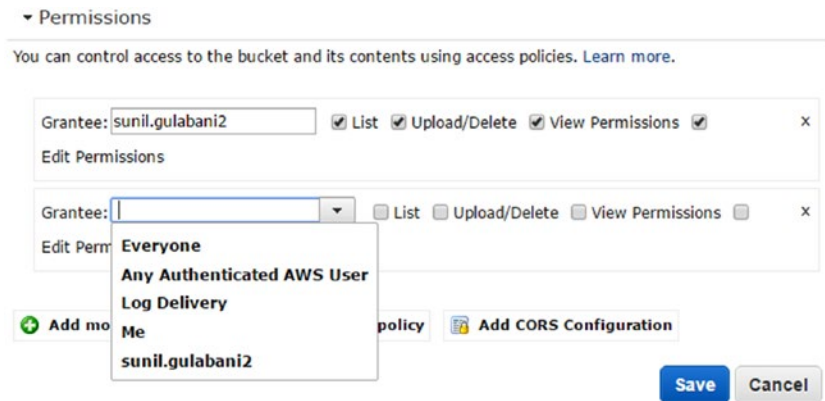 Permissions
You can control access to the bucket and its contents using access policies. Learn more.
Grantee: sunil.gulabani2 List Upload/Delete View Permissions x
Edit Permissions
Grantee: List Upload/Delete View Permissions x
Edit Perm
Everyone
Any Authenticated AWS User
Log Delivery
Me
sunil.gulabani2
Add mo policy Add CORS Configuration
Save Cancel